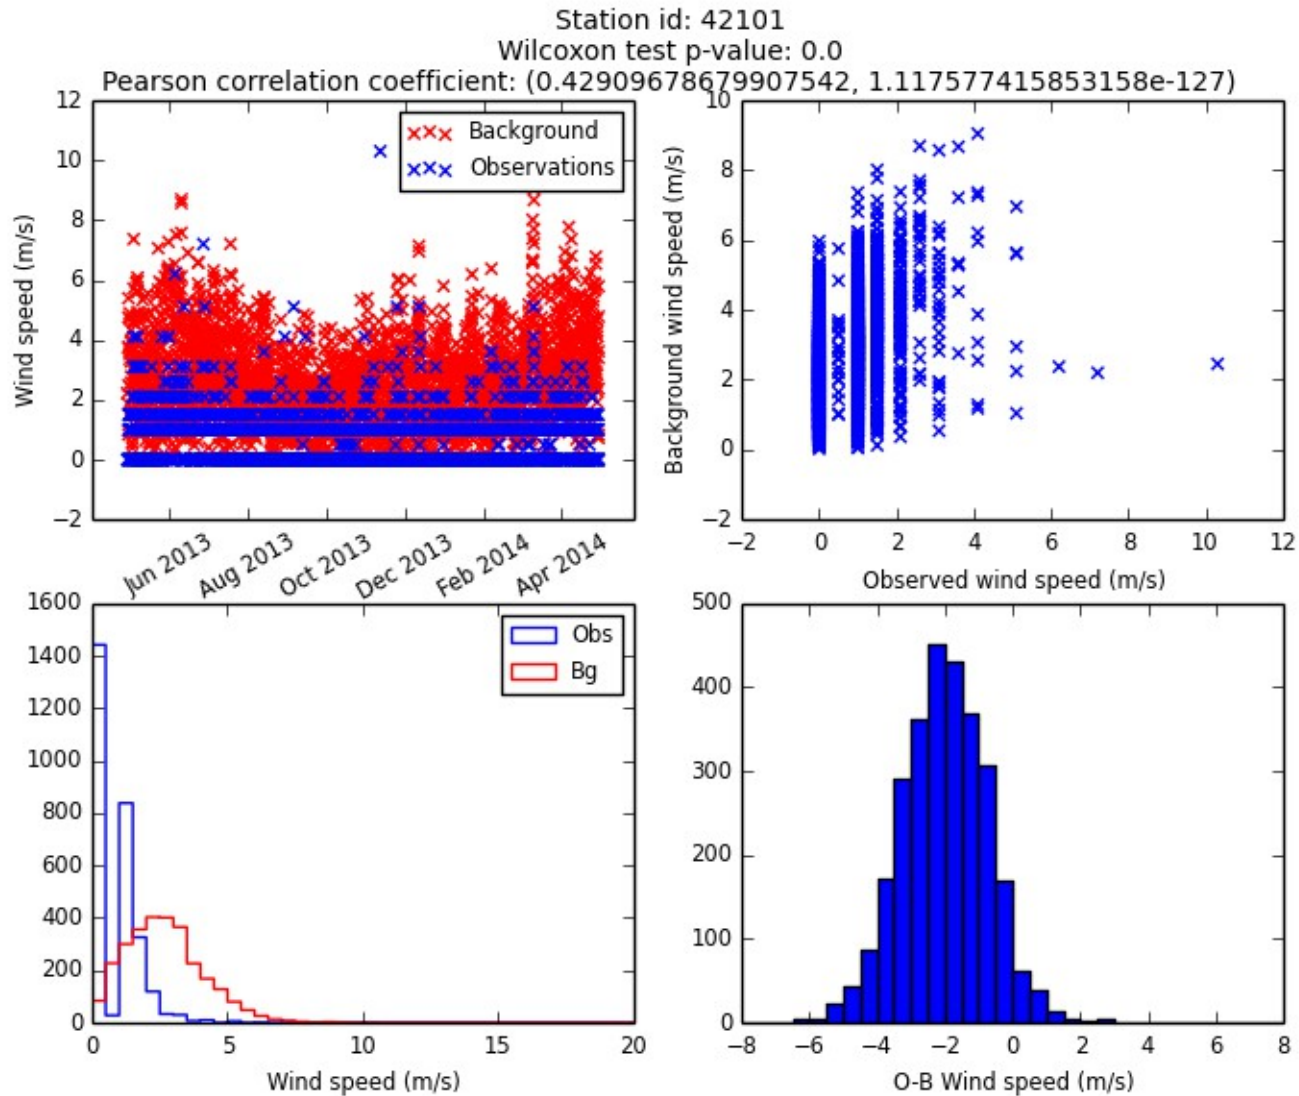 Station id: 42101
Wilcoxon test p-value: 0.0
Pearson correlation coefficient: (0.42909678679907542, 1.117577415853158e-127)
12
10
8
6
4
2
0
−2
Wind speed (m/s)
Background
Observations
Jun 2013
Aug 2013
Oct 2013
Dec 2013
Feb 2014
Apr 2014
10
8
6
4
2
0
−2
Background wind speed (m/s)
−2
0
2
4
6
8
10
12
Observed wind speed (m/s)
1600
1400
1200
1000
800
600
400
200
0
Obs
Bg
0
5
10
15
20
Wind speed (m/s)
500
400
300
200
100
0
−8
−6
−4
−2
0
2
4
6
8
O-B Wind speed (m/s)